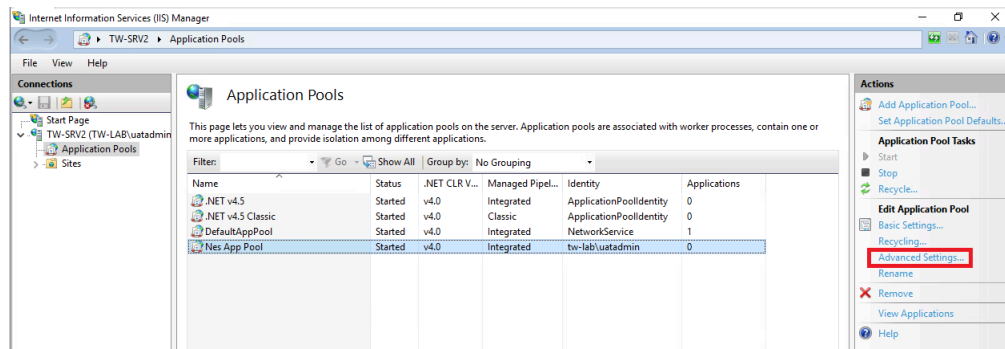 Internet Information Services (IIS) Manager
TW-SRV2 Application Pools
File View Help
Connections
Start Page
TW-SRV2 (TW-LAB\uatadmin
Application Pools
Sites
Application Pools
This page lets you view and manage the list of application pools on the server. Application pools are associated with worker processes, contain one or
more applications, and provide isolation among different applications.
Filter: Go Show All Group by: No Grouping
Name Status .NET CLR V... Managed Pipel... Identity Applications
.NET v4.5 Started v4.0 Integrated ApplicationPoolIdentity 0
.NET v4.5 Classic Started v4.0 Classic ApplicationPoolIdentity 0
DefaultAppPool Started v4.0 Integrated NetworkService 1
Nes App Pool Started v4.0 Integrated tw-lab\uatadmin 0
Actions
Add Application Pool...
Set Application Pool Defaults...
Application Pool Tasks
Start
Stop
Recycle...
Edit Application Pool
Basic Settings...
Recycling...
Advanced Settings...
Rename
Remove
View Applications
Help